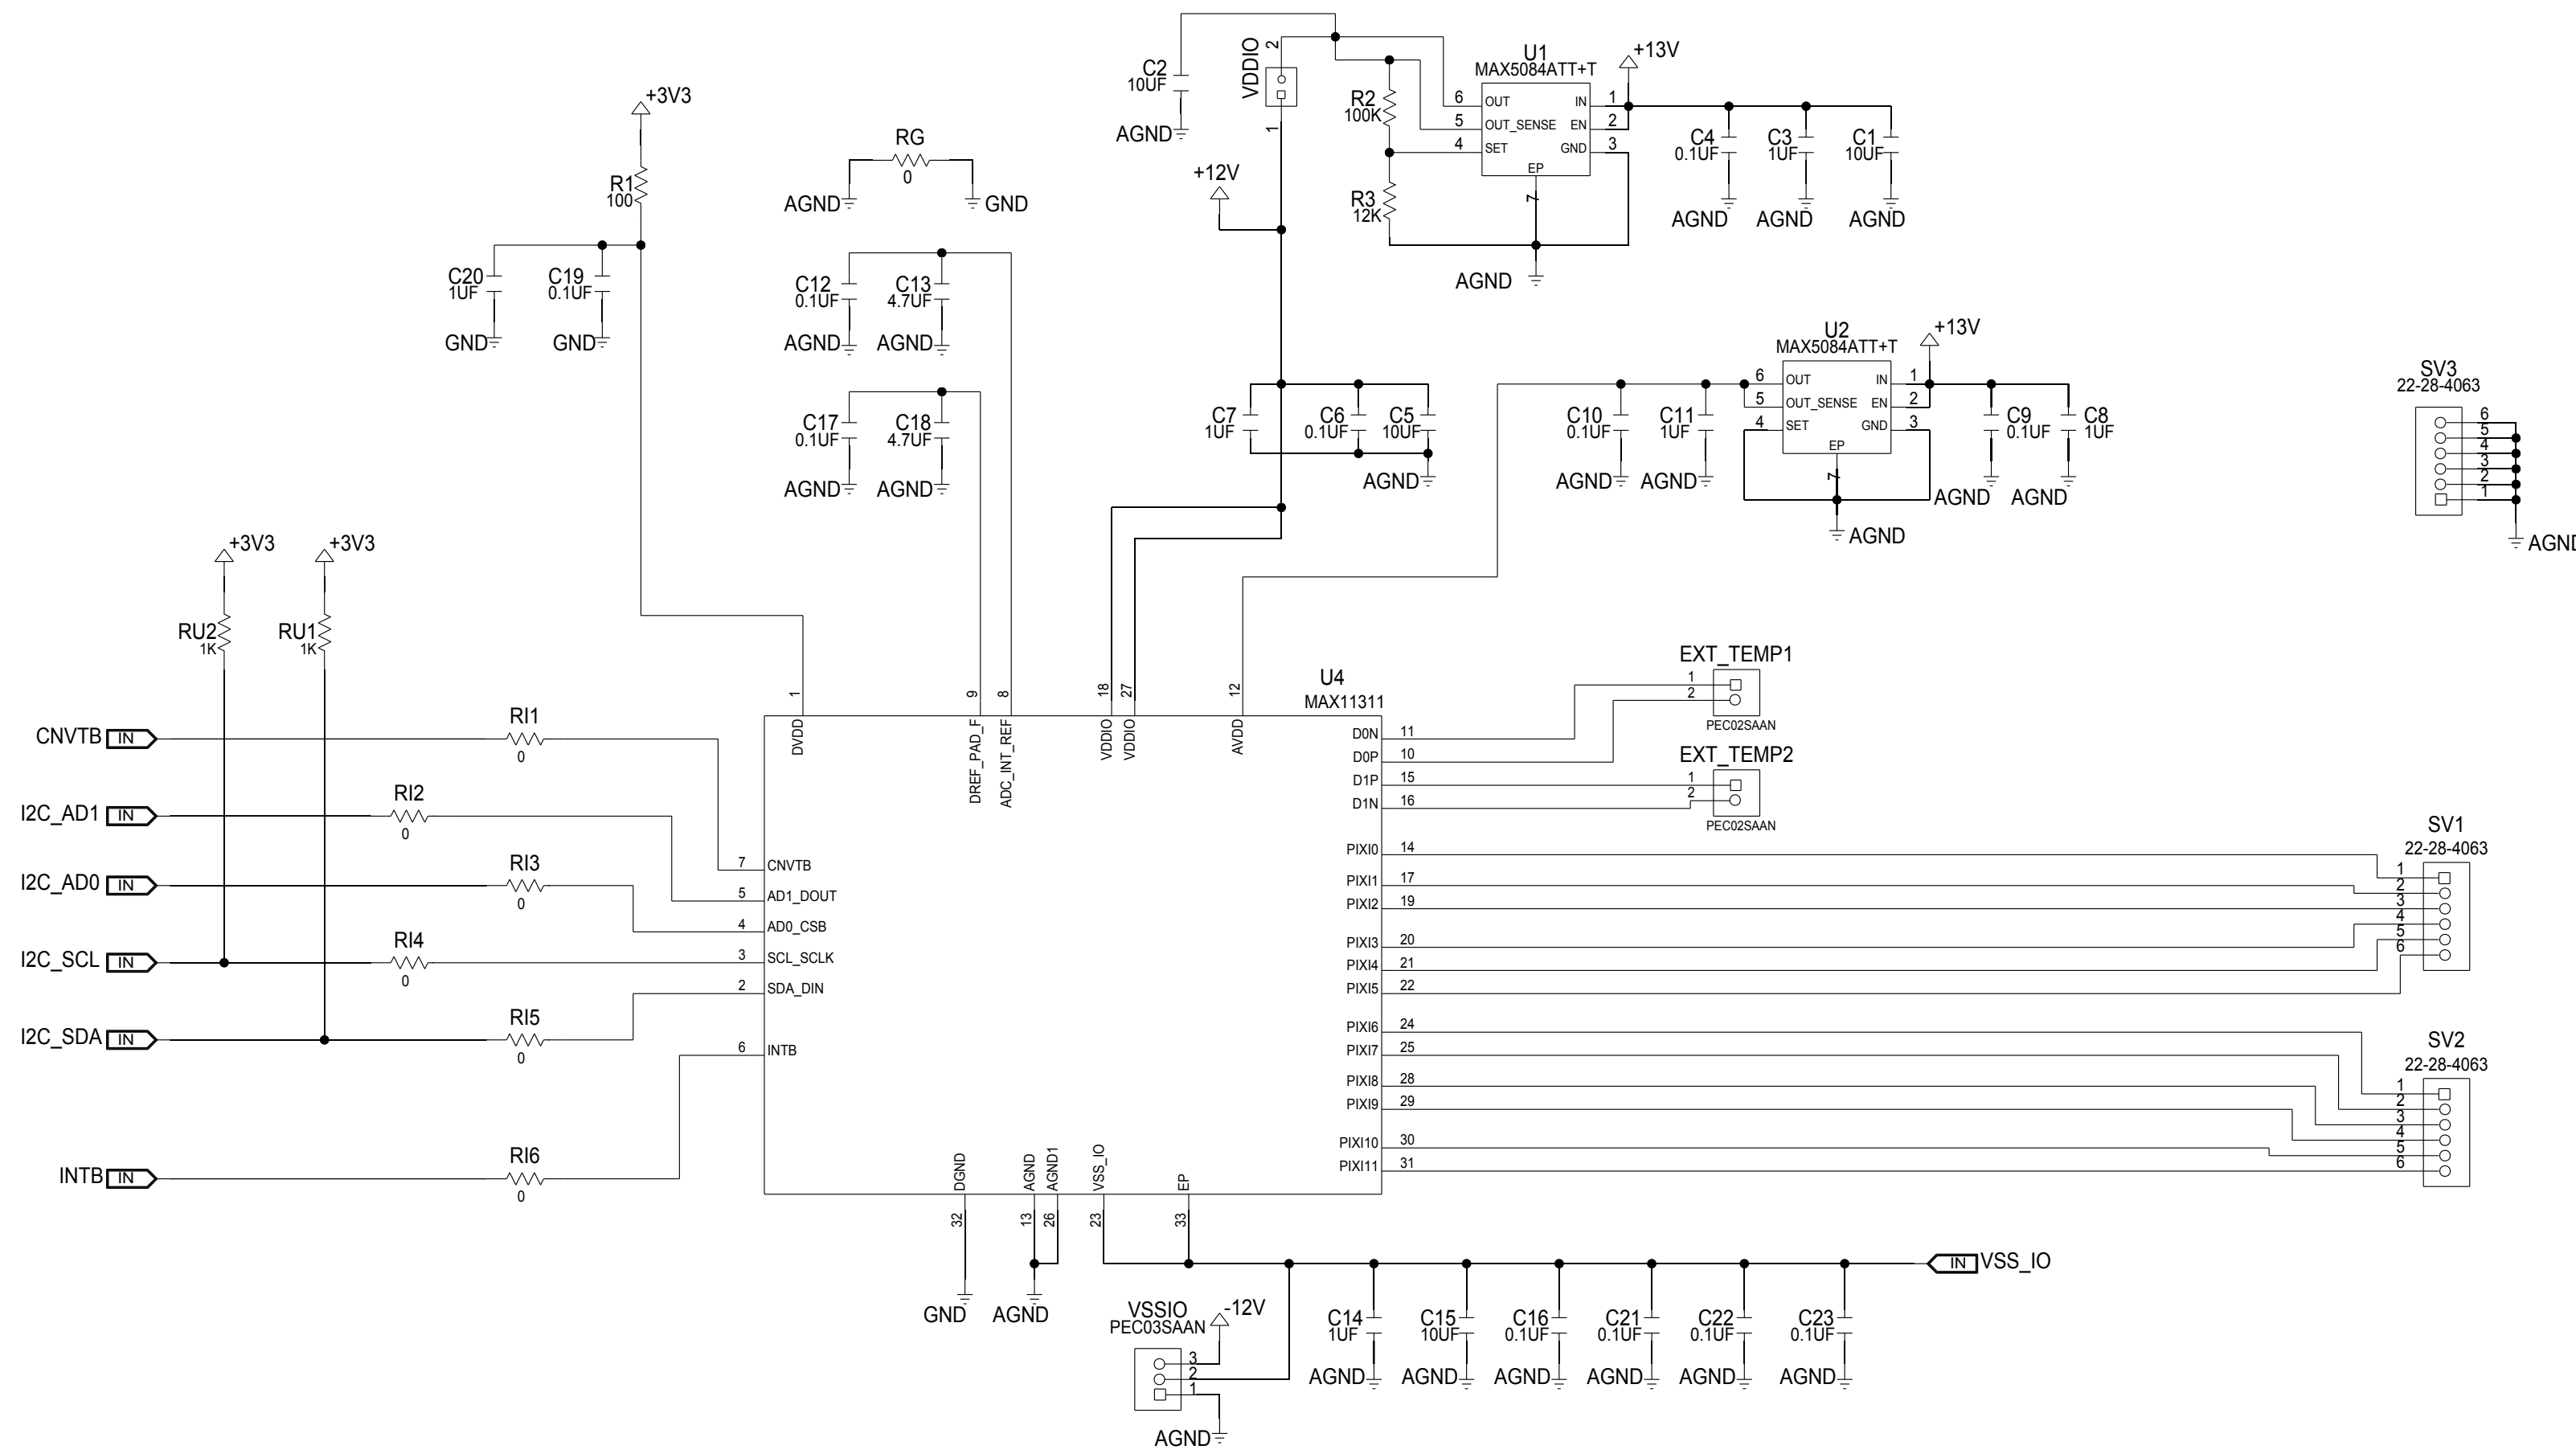 C2
10UF
AGND
VDDIO
2
1
+12V
R2
100K
R3
12K
U1
MAX5084ATT+T
6 OUT IN 1
5 OUT_SENSE EN 2
4 SET GND 3
EP
7
AGND
+13V
C4
0.1UF
AGND
C3
1UF
AGND
C1
10UF
AGND
+3V3
R1
100
C20
1UF
GND
C19
0.1UF
GND
RG
0
AGND
GND
C12
0.1UF
AGND
C13
4.7UF
AGND
C17
0.1UF
AGND
C18
4.7UF
AGND
C7
1UF
C6
0.1UF
C5
10UF
AGND
C10
0.1UF
AGND
C11
1UF
AGND
U2
MAX5084ATT+T
6 OUT IN 1
5 OUT_SENSE EN 2
4 SET GND 3
EP
7
AGND
+13V
C9
0.1UF
AGND
C8
1UF
AGND
SV3
22-28-4063
6
5
4
3
2
1
AGND
+3V3
RU2
1K
+3V3
RU1
1K
CNVTB IN
RI1
0
I2C_AD1 IN
RI2
0
I2C_AD0 IN
RI3
0
I2C_SCL IN
RI4
0
I2C_SDA IN
RI5
0
INTB IN
RI6
0
U4
MAX11311
1 DVDD
9 DREF_PAD_F
8 ADC_INT_REF
18 VDDIO
27 VDDIO
12 AVDD
7 CNVTB
5 AD1_DOUT
4 AD0_CSB
3 SCL_SCLK
2 SDA_DIN
6 INTB
D0N 11
D0P 10
D1P 15
D1N 16
PIXI0 14
PIXI1 17
PIXI2 19
PIXI3 20
PIXI4 21
PIXI5 22
PIXI6 24
PIXI7 25
PIXI8 28
PIXI9 29
PIXI10 30
PIXI11 31
DGND 32
AGND 13
AGND1 26
VSS_IO 23
EP 33
EXT_TEMP1
1
2
PEC02SAAN
EXT_TEMP2
1
2
PEC02SAAN
SV1
22-28-4063
1
2
3
4
5
6
SV2
22-28-4063
1
2
3
4
5
6
GND
AGND
VSSIO
PEC03SAAN
-12V
3
2
1
AGND
IN VSS_IO
C14
1UF
AGND
C15
10UF
AGND
C16
0.1UF
AGND
C21
0.1UF
AGND
C22
0.1UF
AGND
C23
0.1UF
AGND